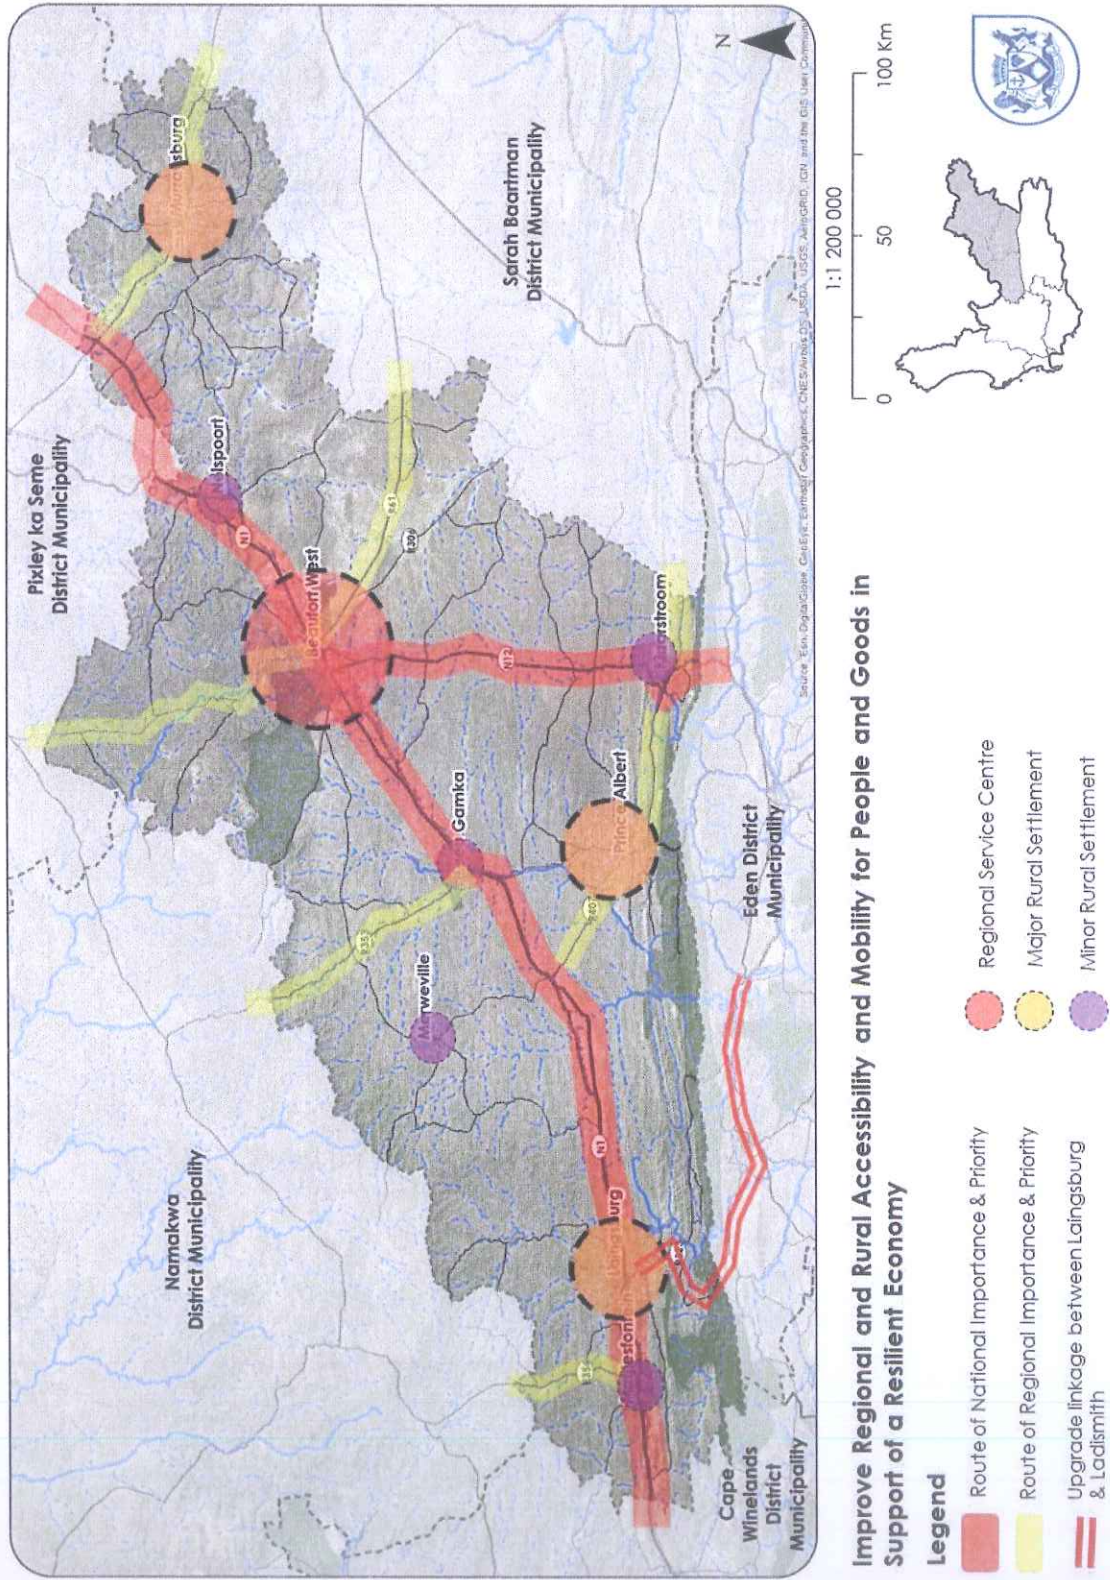 Pixley ka Seme
District Municipality
Namakwa
District Municipality
Sarah Baartman
District Municipality
Eden District
Municipality
Cape
Winelands
District
Municipality
Beaufort West
Merweville
Gamka
Prince Albert
N1
N1
N12
R61
R306
R407
N
1:1 200 000
0
50
100 Km
Improve Regional and Rural Accessibility and Mobility for People and Goods in
Support of a Resilient Economy
Legend
Route of National Importance & Priority
Route of Regional Importance & Priority
Upgrade linkage between Laingsburg
& Ladismith
Regional Service Centre
Major Rural Settlement
Minor Rural Settlement